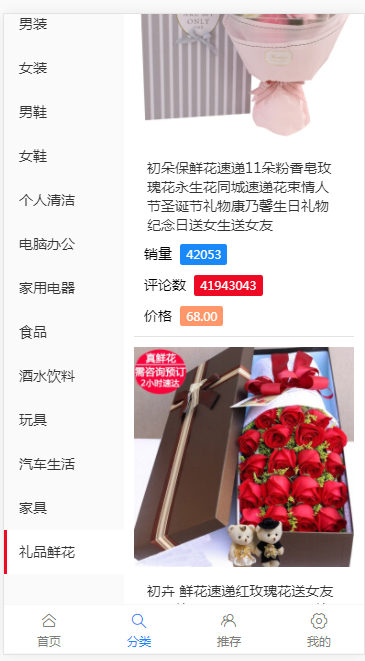 男装
女装
男鞋
女鞋
个人清洁
电脑办公
家用电器
食品
酒水饮料
玩具
汽车生活
家具
礼品鲜花
ONLY
初朵保鲜花速递11朵粉香皂玫
瑰花永生花同城速递花束情人
节圣诞节礼物康乃馨生日礼物
纪念日送女生送女友
销量 42053
评论数 41943043
价格 68.00
真鲜花
需咨询预订
2小时速达
初卉 鲜花速递红玫瑰花送女友
首页
分类
推荐
我的